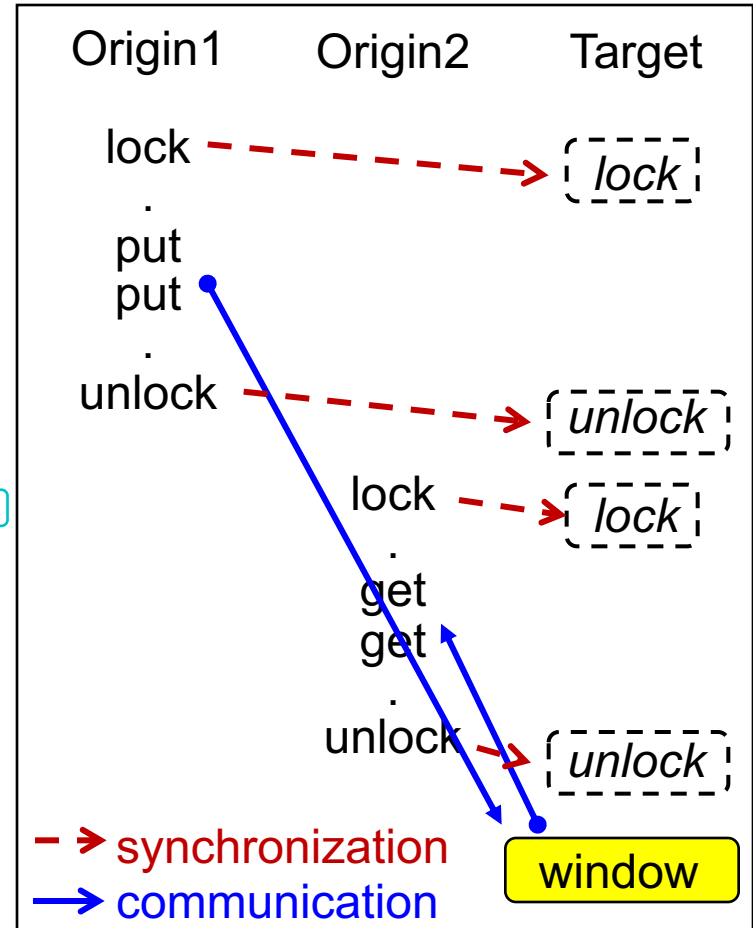 Origin1 Origin2 Target
lock
lock
.
put
put
.
unlock
unlock
lock
lock
.
get
get
.
unlock
unlock
synchronization
window
communication